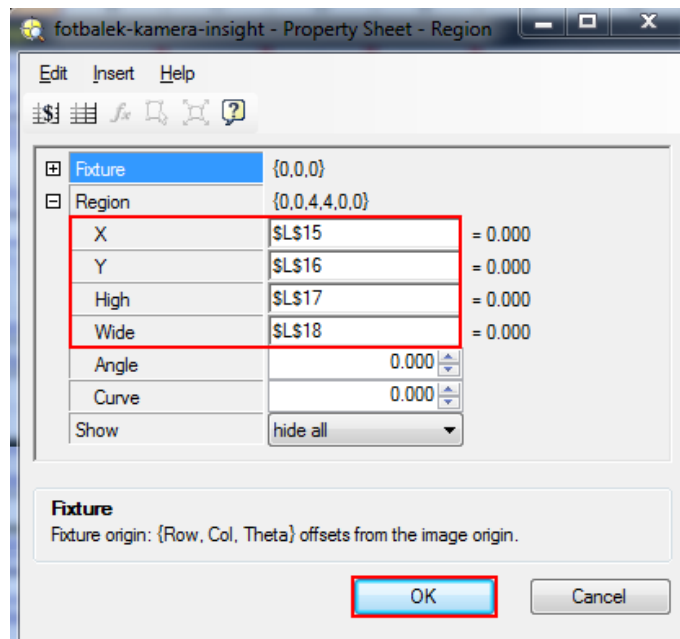 fotbalek-kamera-insight - Property Sheet - Region
Edit Insert Help
Fixture {0,0,0}
Region {0,0,4,4,0,0}
X $L$15 = 0.000
Y $L$16 = 0.000
High $L$17 = 0.000
Wide $L$18 = 0.000
Angle 0.000
Curve 0.000
Show hide all
Fixture
Fixture origin: {Row, Col, Theta} offsets from the image origin.
OK Cancel